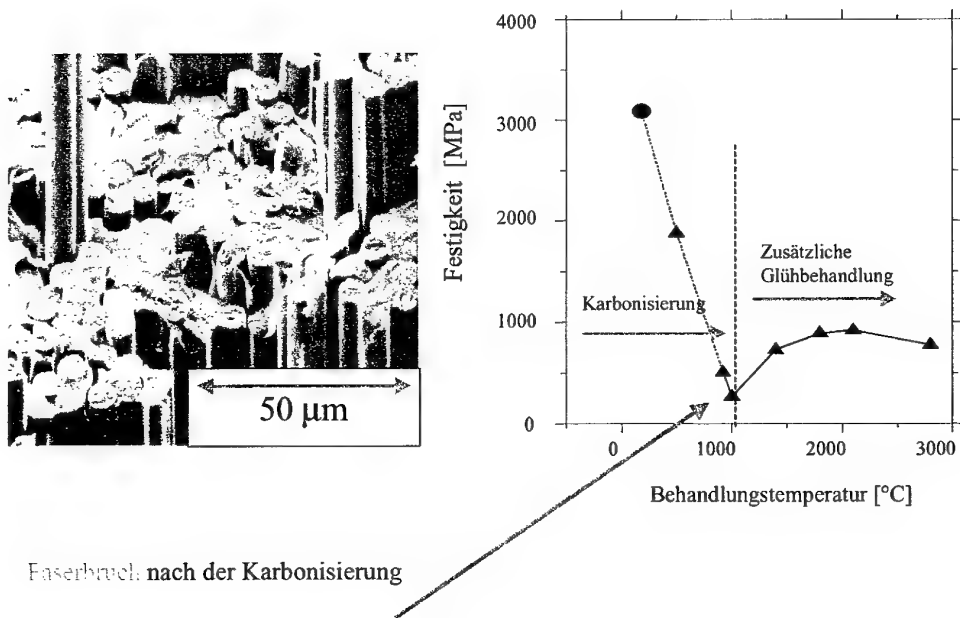 50 µm
Festigkeit [MPa]
4000
3000
2000
1000
0
Karbonisierung
Zusätzliche
Glühbehandlung
0
1000
2000
3000
Behandlungstemperatur [°C]
Faserbruch nach der Karbonisierung